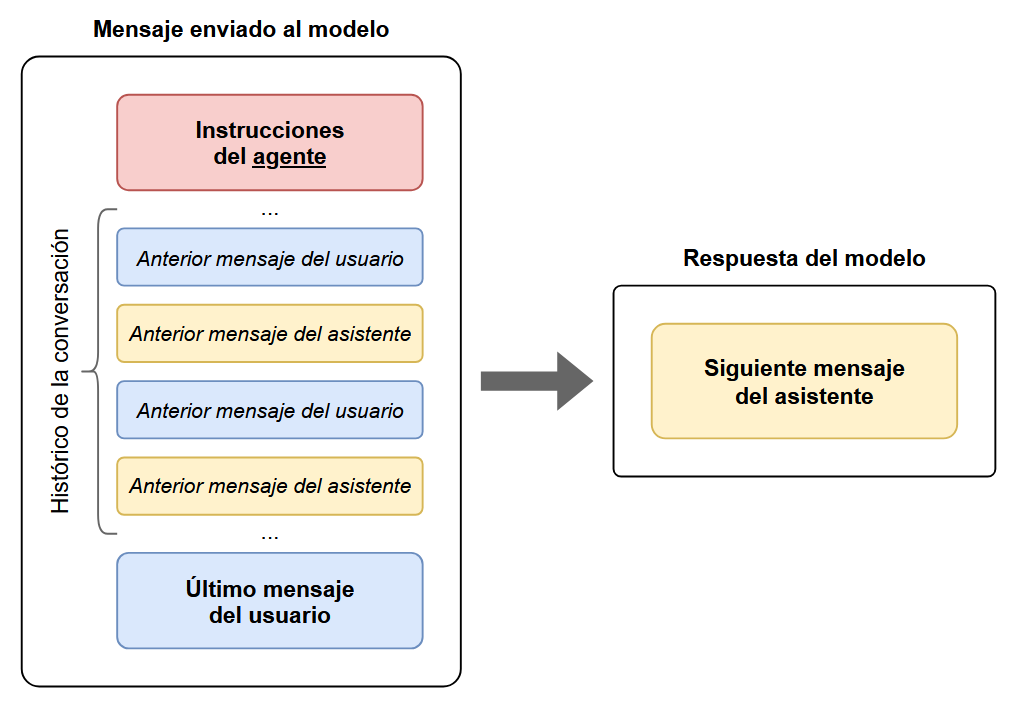 Mensaje enviado al modelo
Instrucciones
del agente
...
Histórico de la conversación
Anterior mensaje del usuario
Anterior mensaje del asistente
Anterior mensaje del usuario
Anterior mensaje del asistente
...
Último mensaje
del usuario
Respuesta del modelo
Siguiente mensaje
del asistente